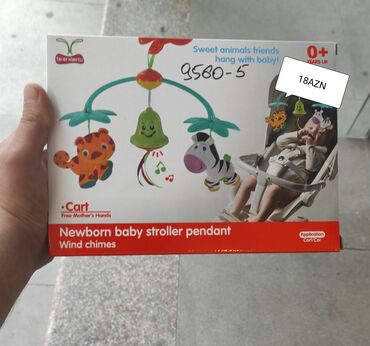 Sweet animals friends
hang with baby!
0+
YEARS UP
9560-5
18AZN
•Cart
Free Mother's Hands
Newborn baby stroller pendant
Wind chimes
Application
Cart/Car